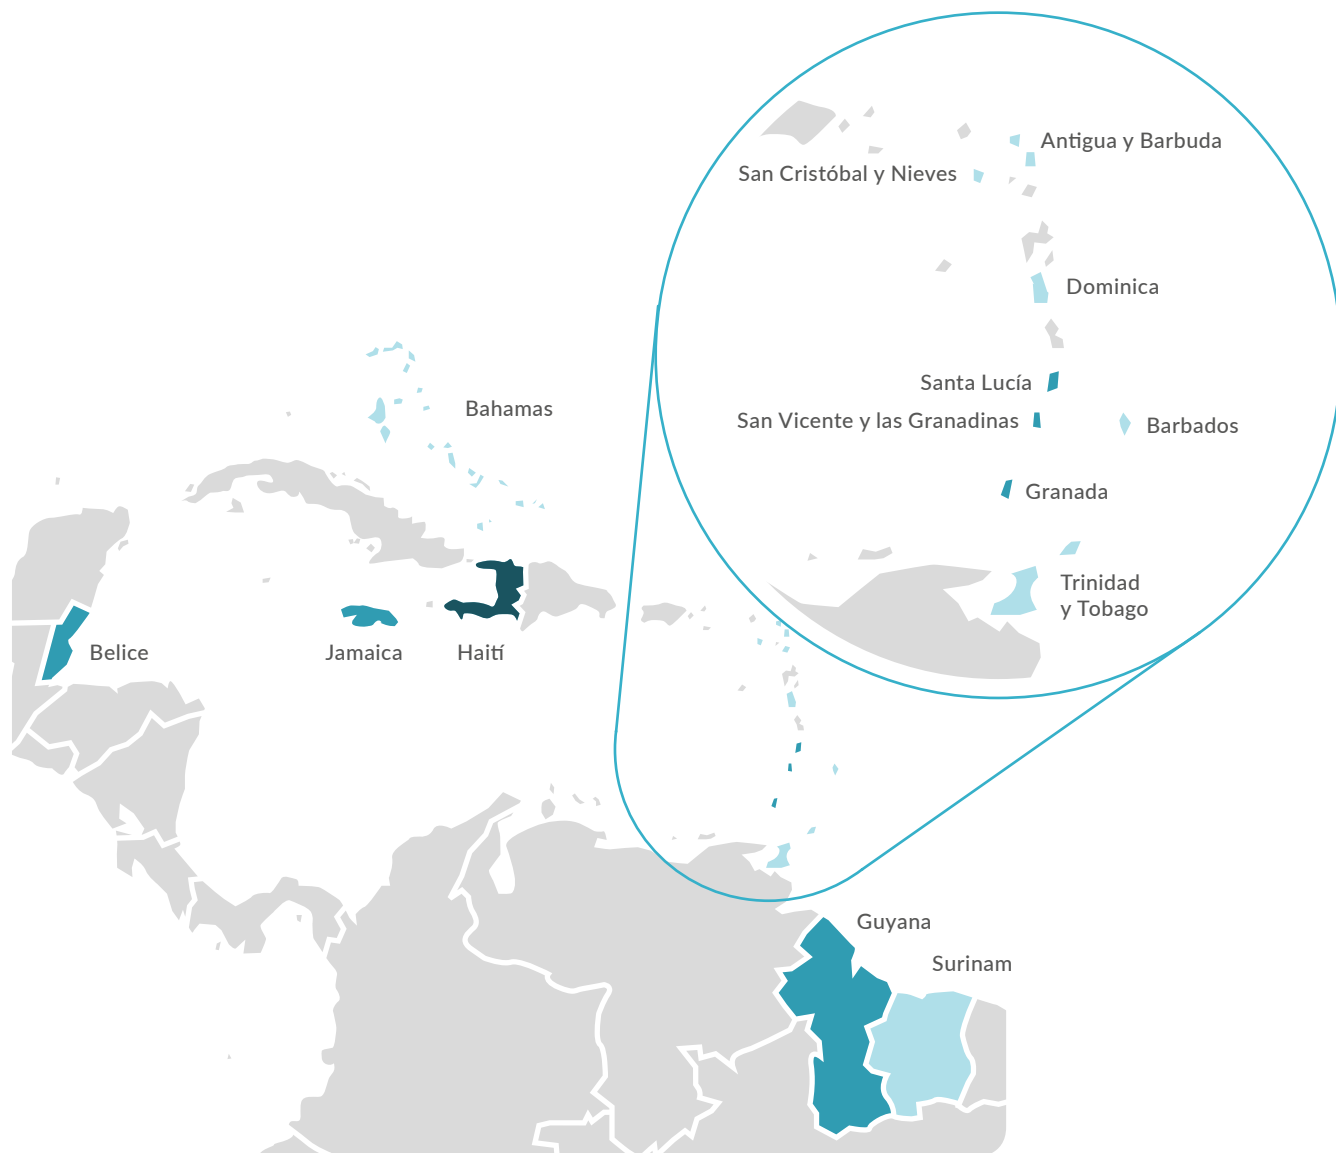 Antigua y Barbuda
San Cristóbal y Nieves
Dominica
Santa Lucía
Bahamas
San Vicente y las Granadinas
Barbados
Granada
Trinidad
y Tobago
Belice
Jamaica
Haití
Guyana
Surinam